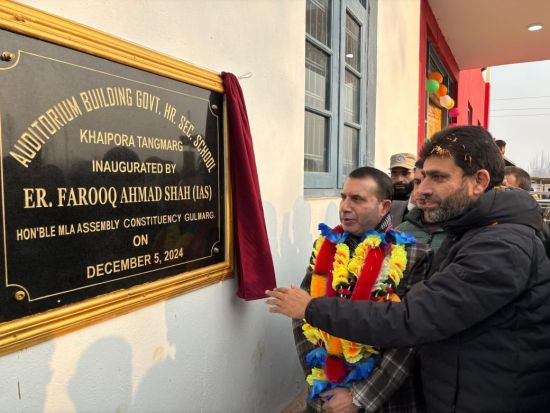 AUDITORIUM BUILDING GOVT. HR. SEC. SCHOOL
KHAIPORA TANGMARG
INAUGURATED BY
ER. FAROOQ AHMAD SHAH (IAS)
HON'BLE MLA ASSEMBLY CONSTITUENCY GULMARG.
ON
DECEMBER 5, 2024